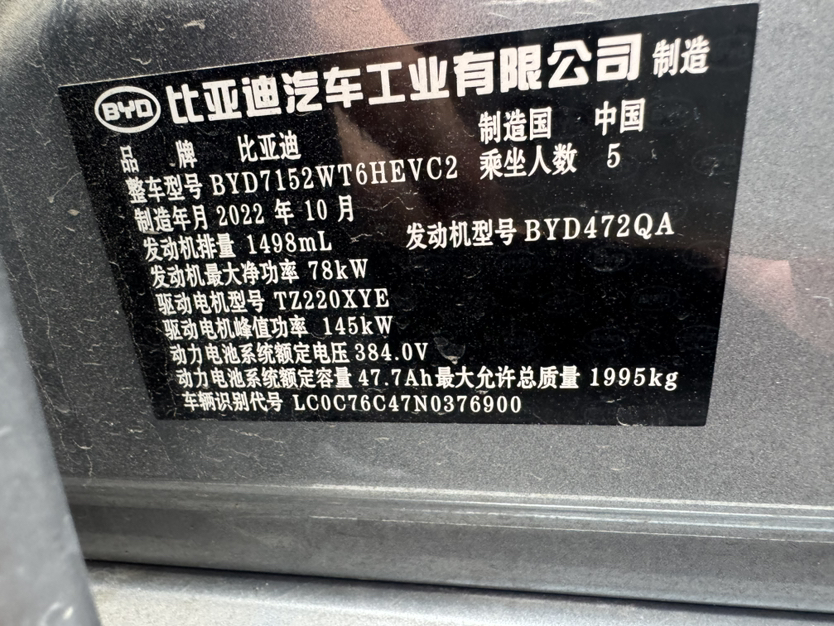 BYD 比亚迪汽车工业有限公司 制造
品 牌 比亚迪 制造国 中国
整车型号 BYD7152WT6HEVC2 乘坐人数 5
制造年月 2022 年 10 月
发动机排量 1498mL 发动机型号 BYD472QA
发动机最大净功率 78kW
驱动电机型号 TZ220XYE
驱动电机峰值功率 145kW
动力电池系统额定电压 384.0V
动力电池系统额定容量 47.7Ah 最大允许总质量 1995kg
车辆识别代号 LC0C76C47N0376900